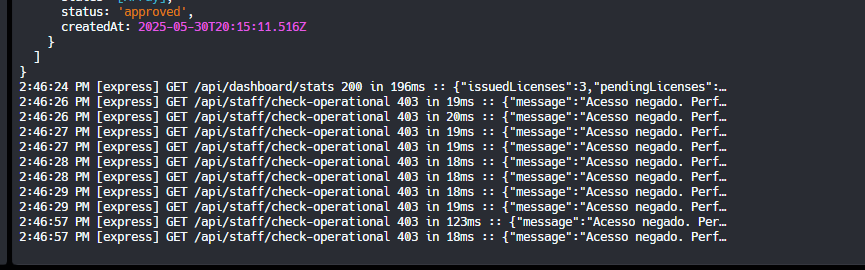 status: 'approved',
createdAt: 2025-05-30T20:15:11.516Z
}
]
}
2:46:24 PM [express] GET /api/dashboard/stats 200 in 196ms :: {"issuedLicenses":3,"pendingLicenses":…
2:46:26 PM [express] GET /api/staff/check-operational 403 in 19ms :: {"message":"Acesso negado. Perf…
2:46:26 PM [express] GET /api/staff/check-operational 403 in 20ms :: {"message":"Acesso negado. Perf…
2:46:27 PM [express] GET /api/staff/check-operational 403 in 19ms :: {"message":"Acesso negado. Perf…
2:46:27 PM [express] GET /api/staff/check-operational 403 in 19ms :: {"message":"Acesso negado. Perf…
2:46:28 PM [express] GET /api/staff/check-operational 403 in 18ms :: {"message":"Acesso negado. Perf…
2:46:28 PM [express] GET /api/staff/check-operational 403 in 18ms :: {"message":"Acesso negado. Perf…
2:46:29 PM [express] GET /api/staff/check-operational 403 in 18ms :: {"message":"Acesso negado. Perf…
2:46:29 PM [express] GET /api/staff/check-operational 403 in 19ms :: {"message":"Acesso negado. Perf…
2:46:57 PM [express] GET /api/staff/check-operational 403 in 123ms :: {"message":"Acesso negado. Per…
2:46:57 PM [express] GET /api/staff/check-operational 403 in 18ms :: {"message":"Acesso negado. Perf…